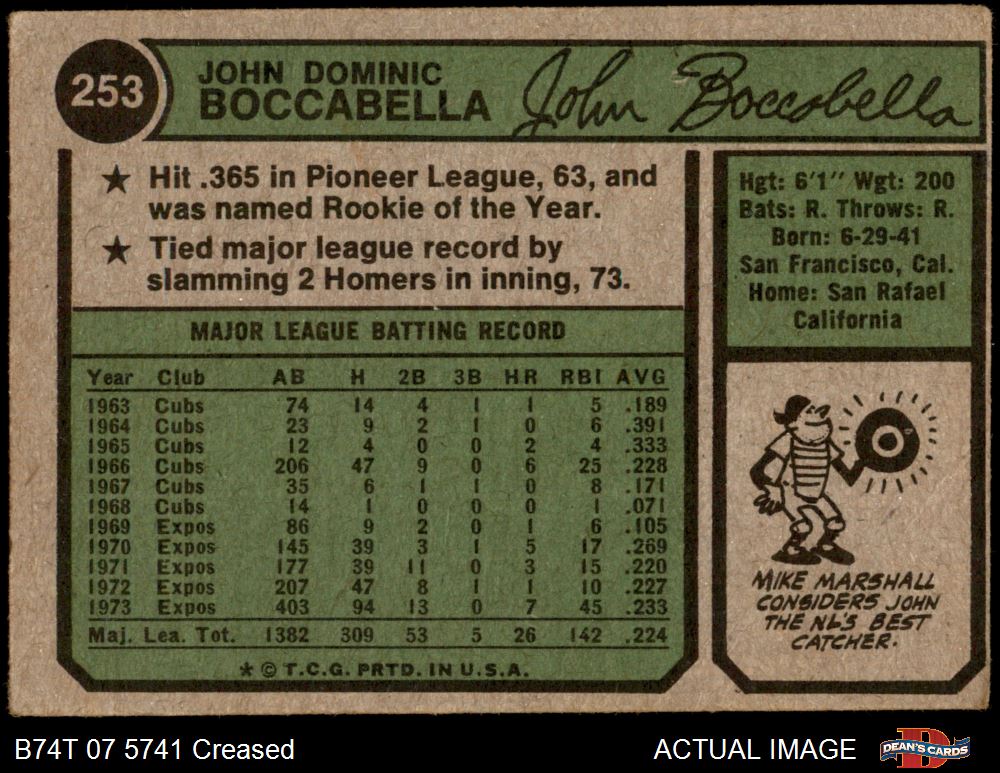 253
JOHN DOMINIC
BOCCABELLA
John Boccabella
★ Hit .365 in Pioneer League, 63, and
was named Rookie of the Year.
★ Tied major league record by
slamming 2 Homers in inning, 73.
MAJOR LEAGUE BATTING RECORD
Year Club AB H 2B 3B HR RBI AVG
1963 Cubs 74 14 4 1 1 5 .189
1964 Cubs 23 9 2 1 0 6 .391
1965 Cubs 12 4 0 0 2 4 .333
1966 Cubs 206 47 9 0 6 25 .228
1967 Cubs 35 6 1 1 0 8 .171
1968 Cubs 14 1 0 0 0 1 .071
1969 Expos 86 9 2 0 1 6 .105
1970 Expos 145 39 3 1 5 17 .269
1971 Expos 177 39 11 0 3 15 .220
1972 Expos 207 47 8 1 1 10 .227
1973 Expos 403 94 13 0 7 45 .233
Maj. Lea. Tot. 1382 309 53 5 26 142 .224
* © T.C.G. PRTD. IN U.S.A.
Hgt: 6'1" Wgt: 200
Bats: R. Throws: R.
Born: 6-29-41
San Francisco, Cal.
Home: San Rafael
California
MIKE MARSHALL
CONSIDERS JOHN
THE NL'S BEST
CATCHER.
B74T 07 5741 Creased
ACTUAL IMAGE
DEAN'S CARDS